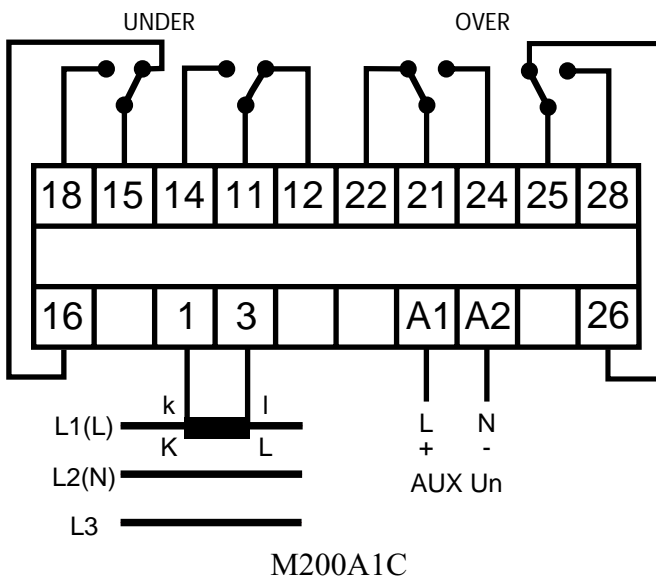 UNDER OVER
18 15 14 11 12 22 21 24 25 28
16 1 3 A1 A2 26
k l L N
L1(L) K L + -
L2(N) AUX Un
L3
M200A1C